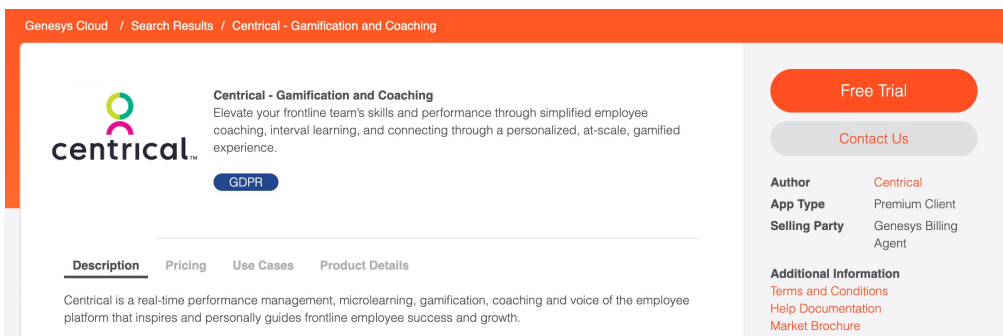 Genesys Cloud / Search Results / Centrical - Gamification and Coaching
centrical™
Centrical - Gamification and Coaching
Elevate your frontline team's skills and performance through simplified employee
coaching, interval learning, and connecting through a personalized, at-scale, gamified
experience.
GDPR
Description Pricing Use Cases Product Details
Centrical is a real-time performance management, microlearning, gamification, coaching and voice of the employee
platform that inspires and personally guides frontline employee success and growth.
Free Trial
Contact Us
Author Centrical
App Type Premium Client
Selling Party Genesys Billing
Agent
Additional Information
Terms and Conditions
Help Documentation
Market Brochure